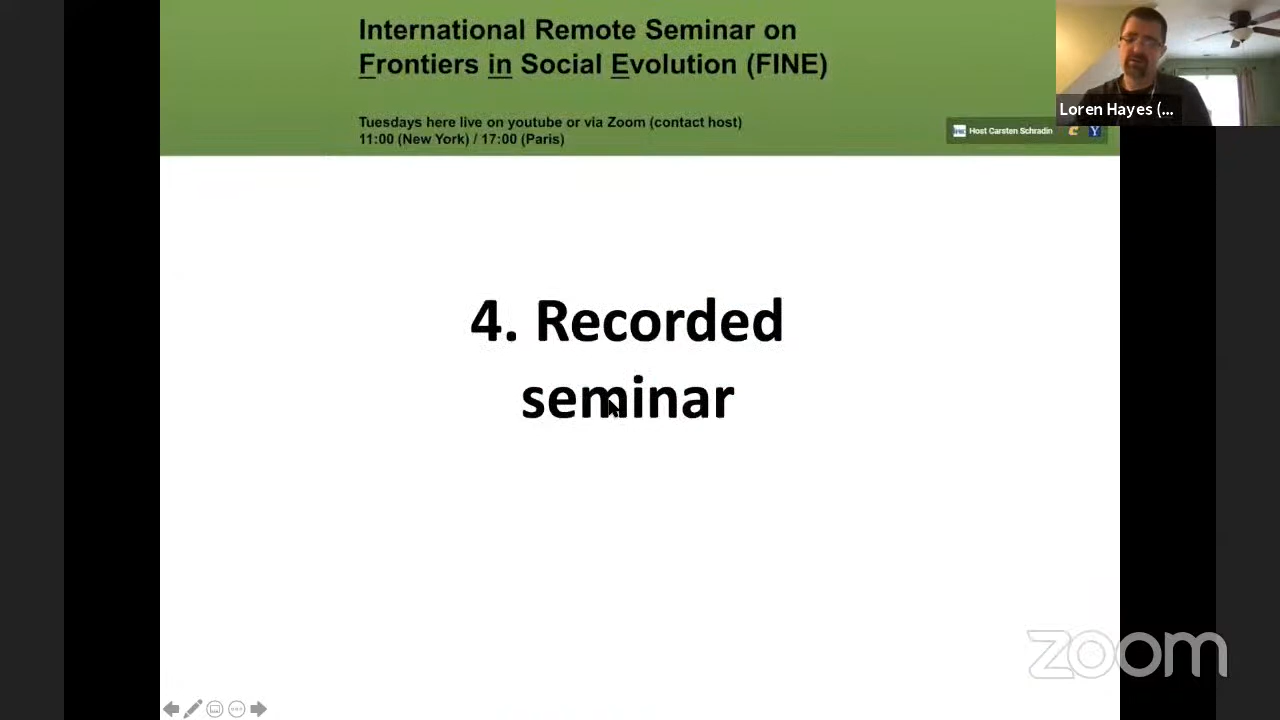 International Remote Seminar on
Frontiers in Social Evolution (FINE)
Tuesdays here live on youtube or via Zoom (contact host)
11:00 (New York) / 17:00 (Paris)
Loren Hayes (...
Host Carsten Schradin
4. Recorded
seminar
zoom